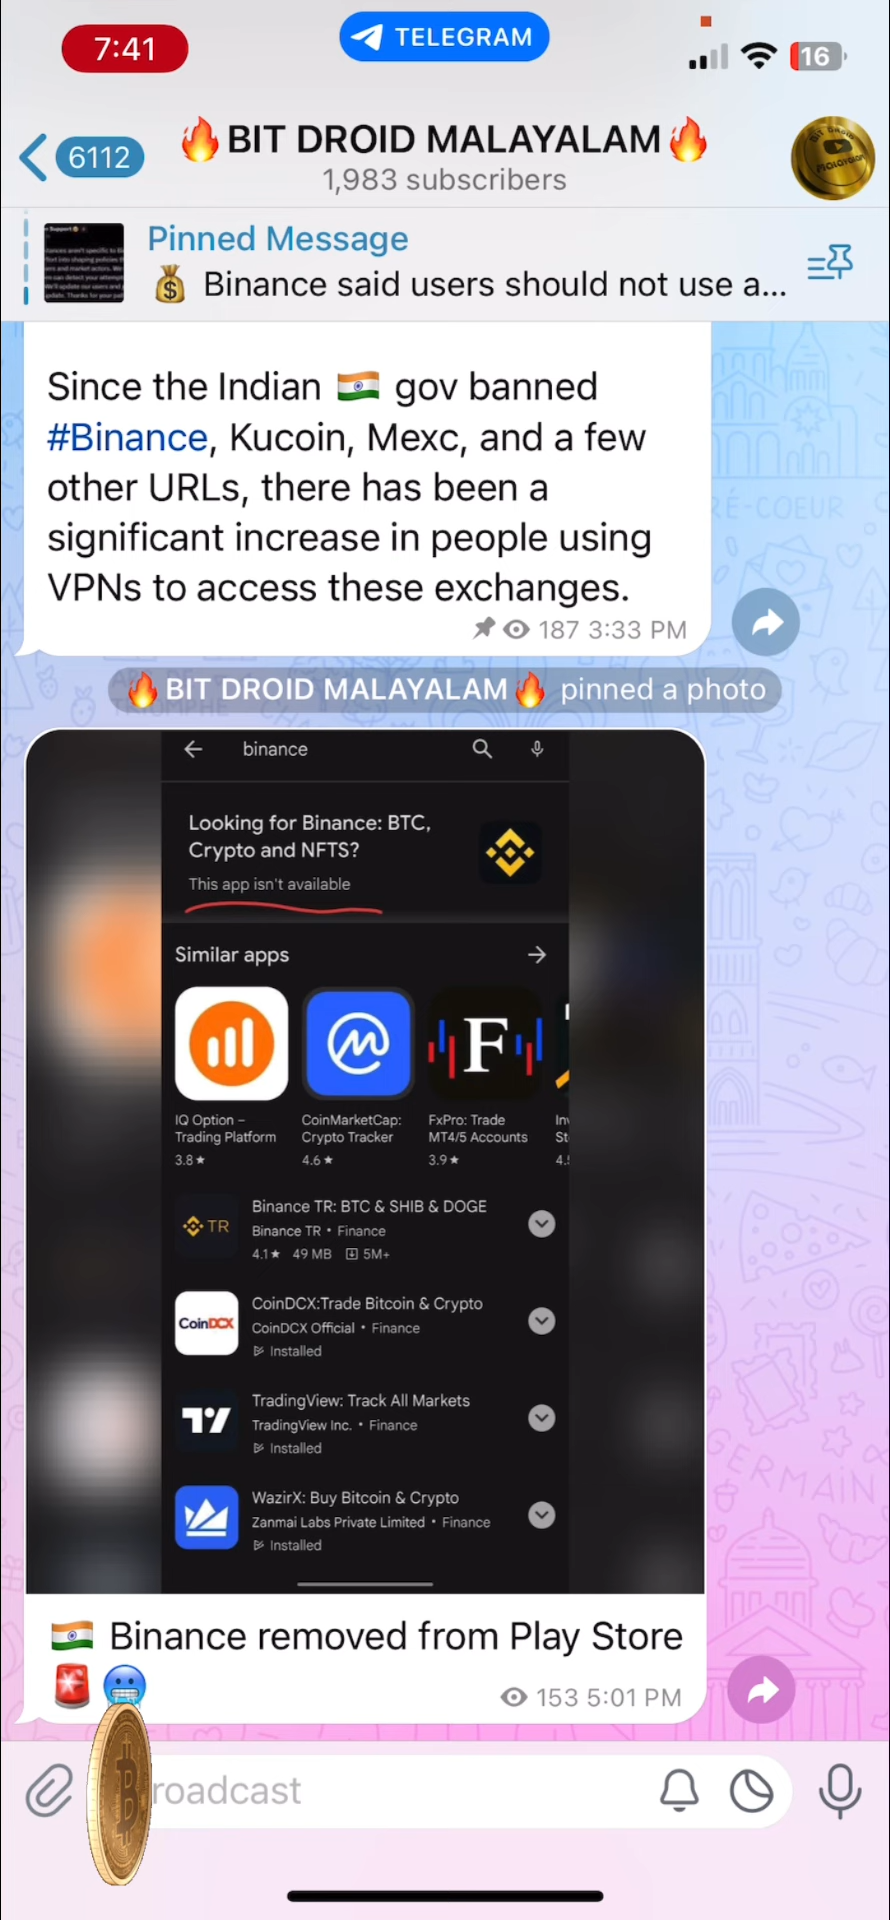 7:41
TELEGRAM
16
6112
🔥BIT DROID MALAYALAM🔥
1,983 subscribers
Pinned Message
💰 Binance said users should not use a...
Since the Indian 🇮🇳 gov banned
#Binance, Kucoin, Mexc, and a few
other URLs, there has been a
significant increase in people using
VPNs to access these exchanges.
187 3:33 PM
🔥BIT DROID MALAYALAM🔥 pinned a photo
binance
Looking for Binance: BTC,
Crypto and NFTS?
This app isn't available
Similar apps
IQ Option –
Trading Platform
3.8★
CoinMarketCap:
Crypto Tracker
4.6★
FxPro: Trade
MT4/5 Accounts
3.9★
TR
Binance TR: BTC & SHIB & DOGE
Binance TR • Finance
4.1★ 49 MB 5M+
CoinDCX
CoinDCX:Trade Bitcoin & Crypto
CoinDCX Official • Finance
Installed
TradingView: Track All Markets
TradingView Inc. • Finance
Installed
WazirX: Buy Bitcoin & Crypto
Zanmai Labs Private Limited • Finance
Installed
🇮🇳 Binance removed from Play Store
🚨🥶
153 5:01 PM
roadcast